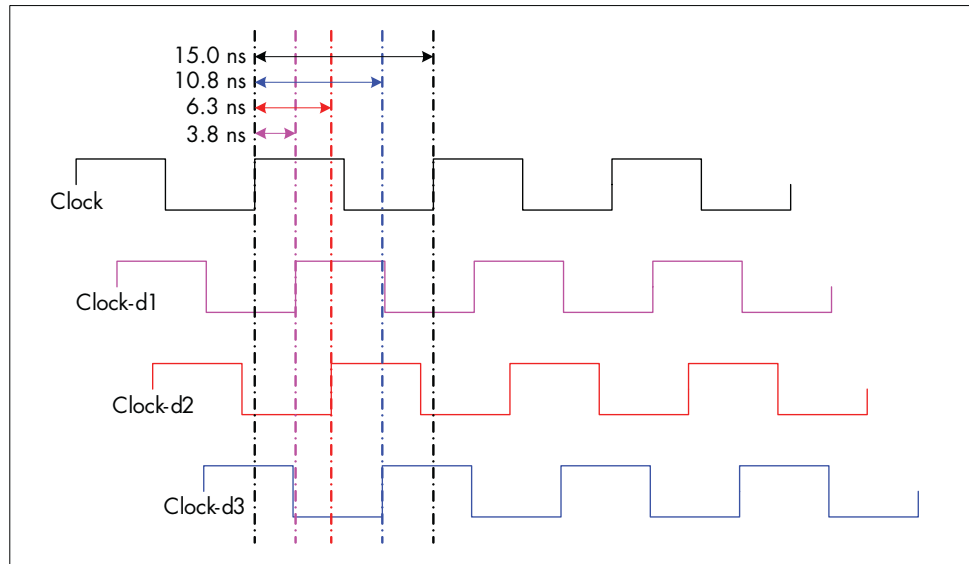 15.0 ns
10.8 ns
6.3 ns
3.8 ns
Clock
Clock-d1
Clock-d2
Clock-d3